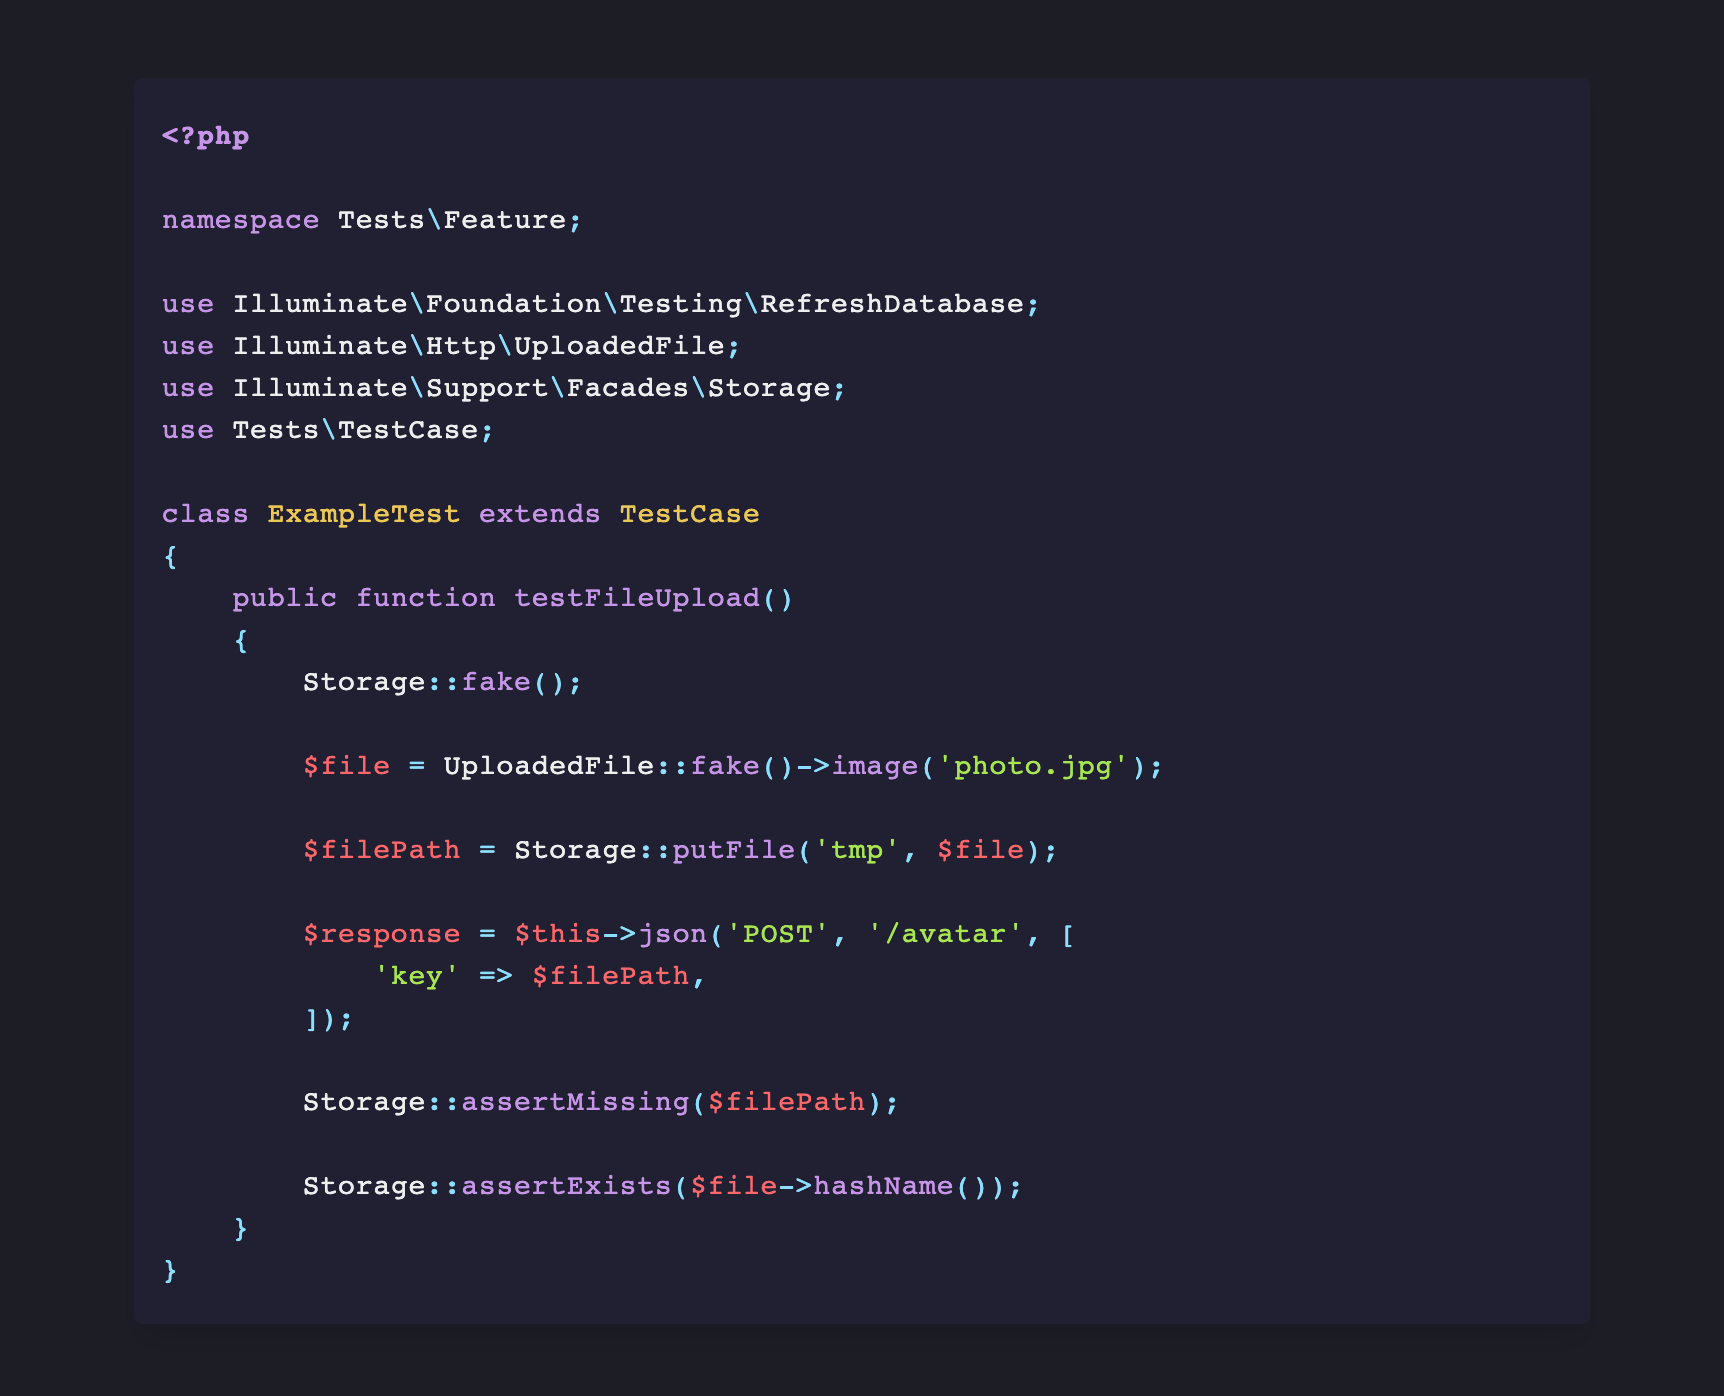 <?php

namespace Tests\Feature;

use Illuminate\Foundation\Testing\RefreshDatabase;
use Illuminate\Http\UploadedFile;
use Illuminate\Support\Facades\Storage;
use Tests\TestCase;

class ExampleTest extends TestCase
{
    public function testFileUpload()
    {
        Storage::fake();

        $file = UploadedFile::fake()->image('photo.jpg');

        $filePath = Storage::putFile('tmp', $file);

        $response = $this->json('POST', '/avatar', [
            'key' => $filePath,
        ]);

        Storage::assertMissing($filePath);

        Storage::assertExists($file->hashName());
    }
}